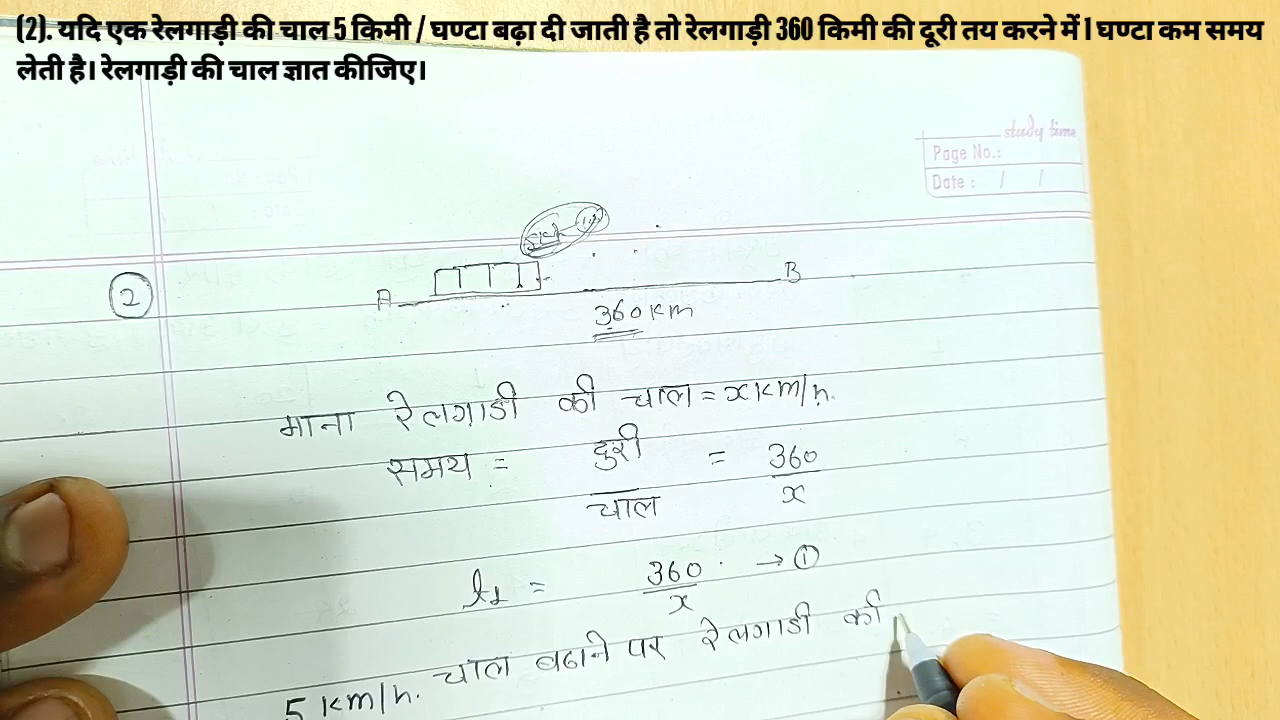 (2). यदि एक रेलगाड़ी की चाल 5 किमी / घण्टा बढ़ा दी जाती है तो रेलगाड़ी 360 किमी की दूरी तय करने में 1 घण्टा कम समय
लेती है। रेलगाड़ी की चाल ज्ञात कीजिए।
study time
Page No.:
Date : / /
2
A B
360 km
माना रेलगाडी की चाल = x km/h.
समय = दुरी / चाल = 360 / x
t₁ = 360 / x → ①
5 km/h. चाल बढाने पर रेलगाडी की